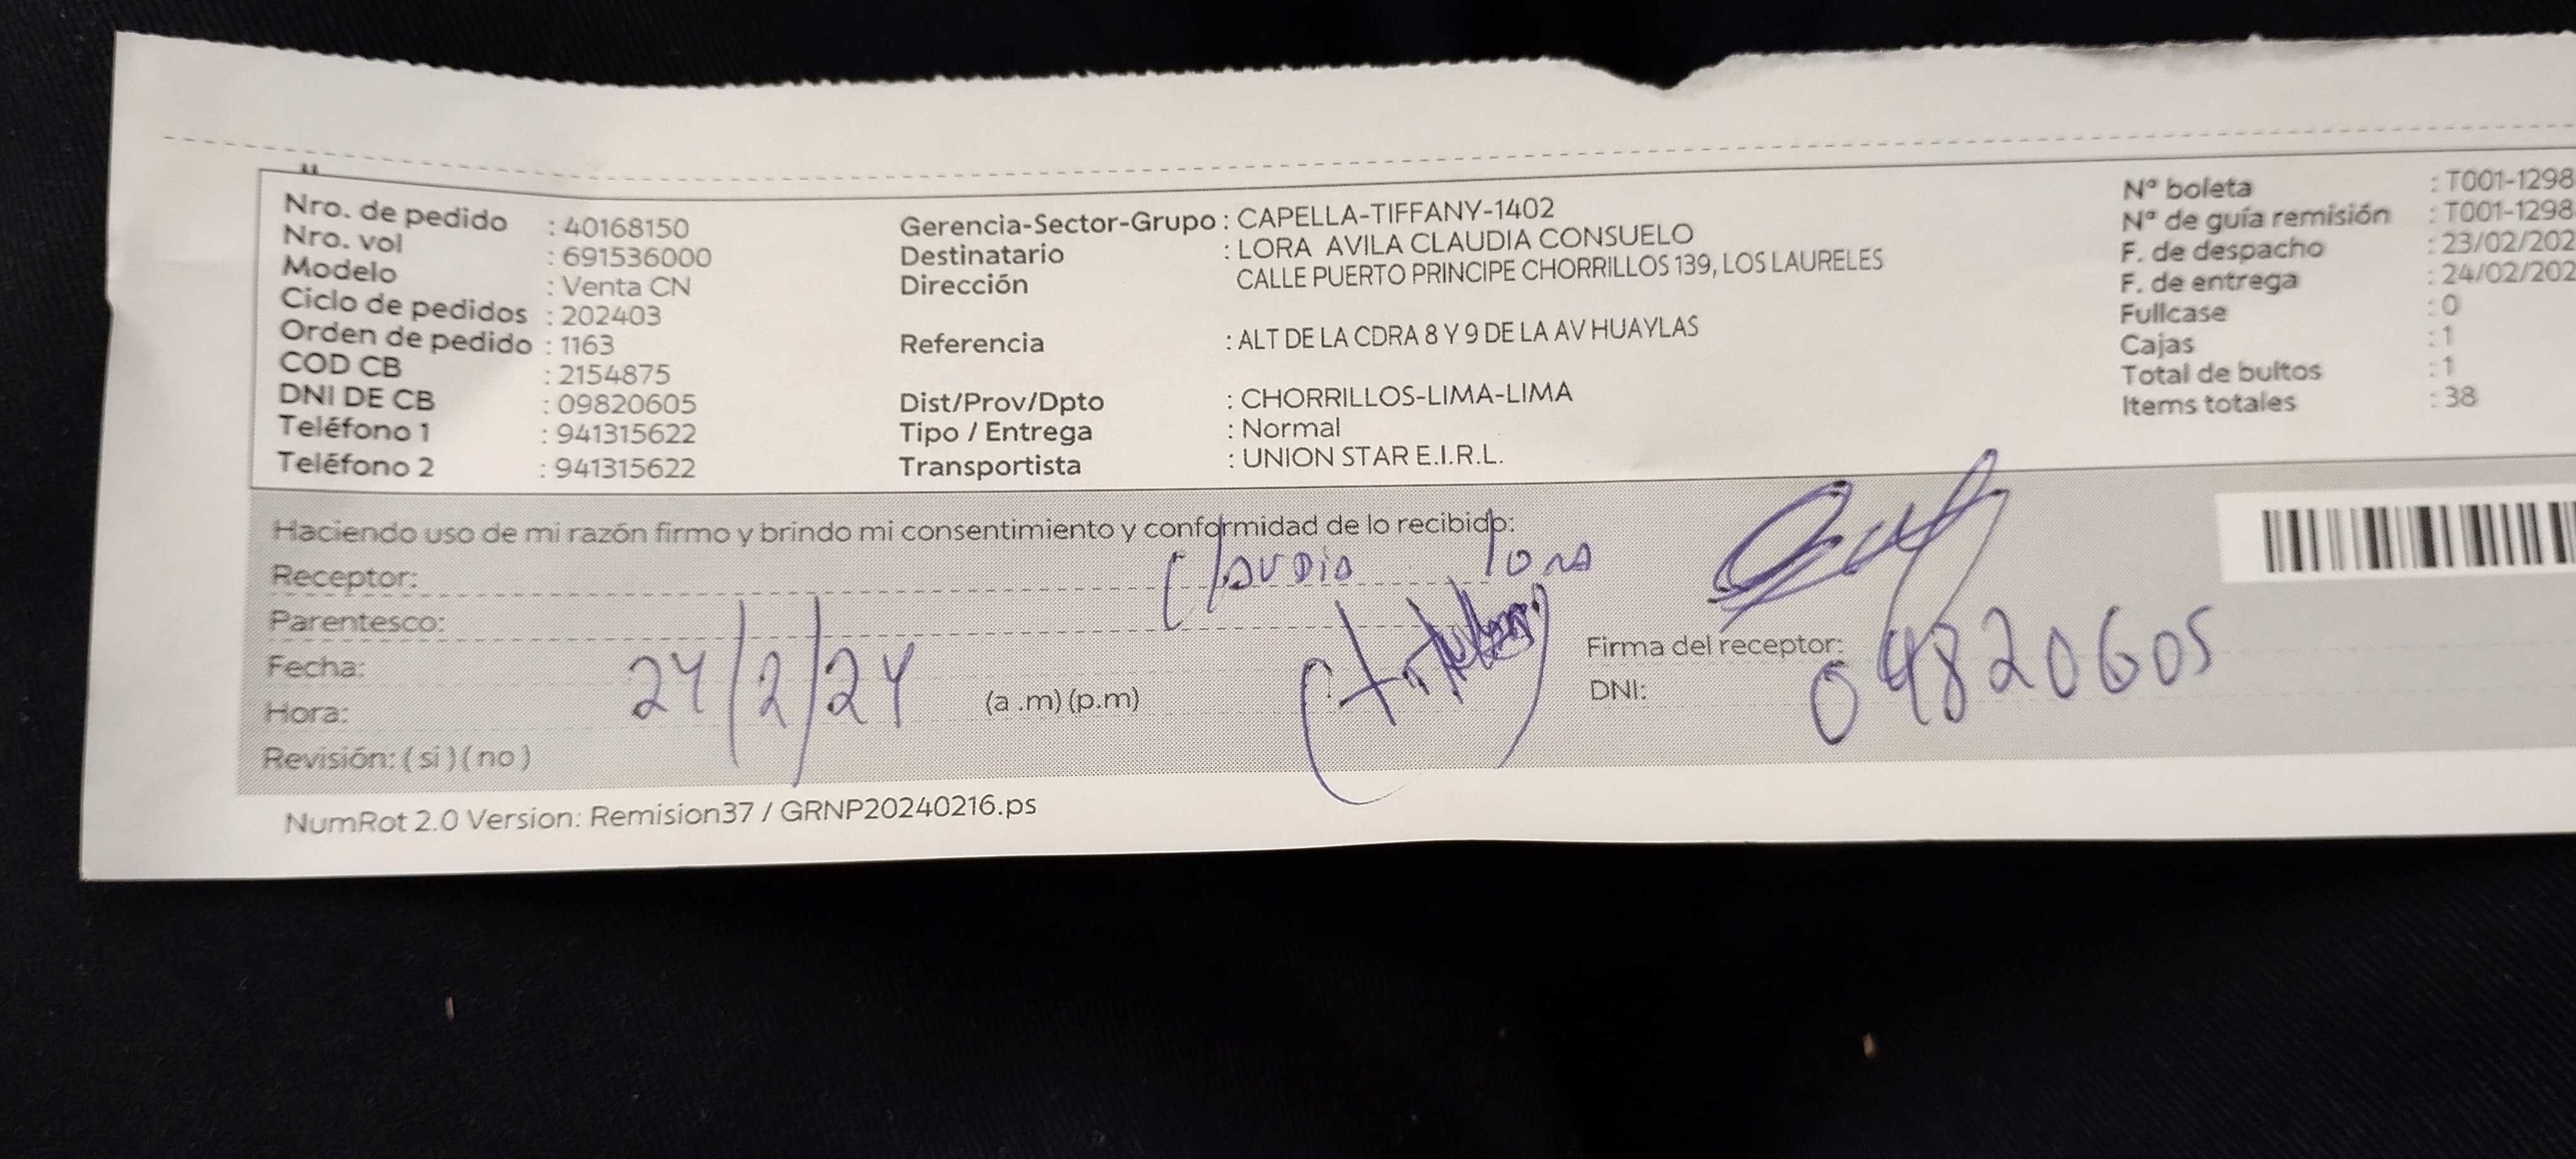 Nro. de pedido : 40168150
Nro. vol : 691536000
Modelo : Venta CN
Ciclo de pedidos : 202403
Orden de pedido : 1163
COD CB : 2154875
DNI DE CB : 09820605
Teléfono 1 : 941315622
Teléfono 2 : 941315622
Gerencia-Sector-Grupo : CAPELLA-TIFFANY-1402
Destinatario : LORA AVILA CLAUDIA CONSUELO
Dirección CALLE PUERTO PRINCIPE CHORRILLOS 139, LOS LAURELES
Referencia : ALT DE LA CDRA 8 Y 9 DE LA AV HUAYLAS
Dist/Prov/Dpto : CHORRILLOS-LIMA-LIMA
Tipo / Entrega : Normal
Transportista : UNION STAR E.I.R.L.
Nª boleta : T001-1298
Nª de guía remisión : T001-1298
F. de despacho : 23/02/202
F. de entrega : 24/02/202
Fullcase : 0
Cajas : 1
Total de bultos : 1
Items totales : 38
Haciendo uso de mi razón firmo y brindo mi consentimiento y conformidad de lo recibido:
Receptor: Claudia Lora
Parentesco:
Fecha: 24/2/24
Hora: (a .m) (p.m)
Revisión: ( si ) ( no )
Firma del receptor:
DNI: 09820605
NumRot 2.0 Version: Remision37 / GRNP20240216.ps